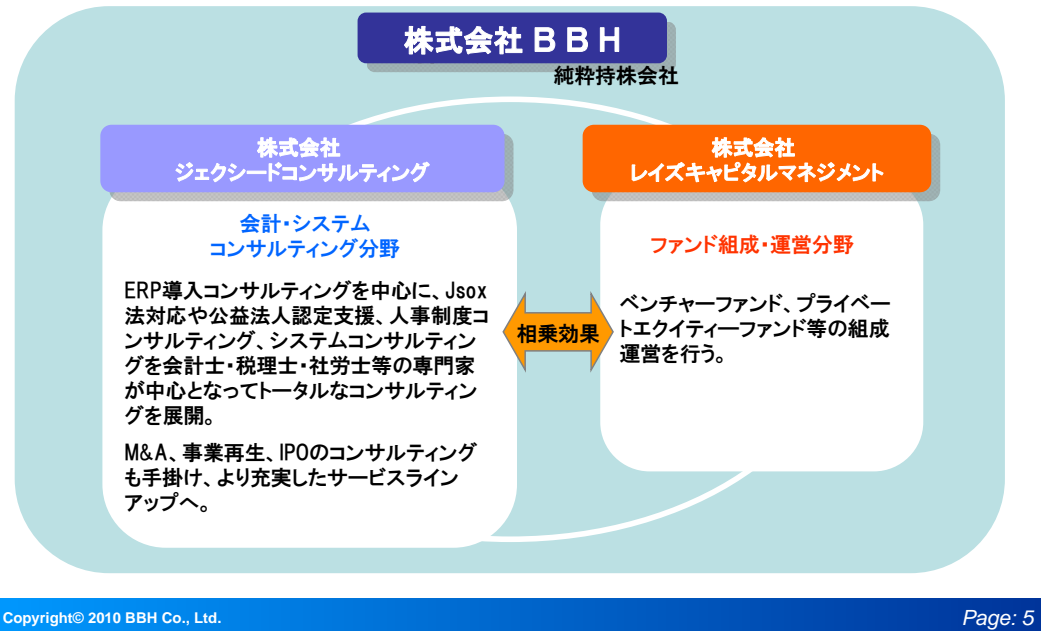 株式会社ＢＢＨ
純粋持株会社
株式会社
ジェクシードコンサルティング
会計・システム
コンサルティング分野
ERP導入コンサルティングを中心に、Jsox
法対応や公益法人認定支援、人事制度コ
ンサルティング、システムコンサルティン
グを会計士・税理士・社労士等の専門家
が中心となってトータルなコンサルティン
グを展開。
M&A、事業再生、IPOのコンサルティング
も手掛け、より充実したサービスライン
アップへ。
相乗効果
株式会社
レイズキャピタルマネジメント
ファンド組成・運営分野
ベンチャーファンド、プライベー
トエクイティーファンド等の組成
運営を行う。
Copyright© 2010 BBH Co., Ltd.
Page: 5